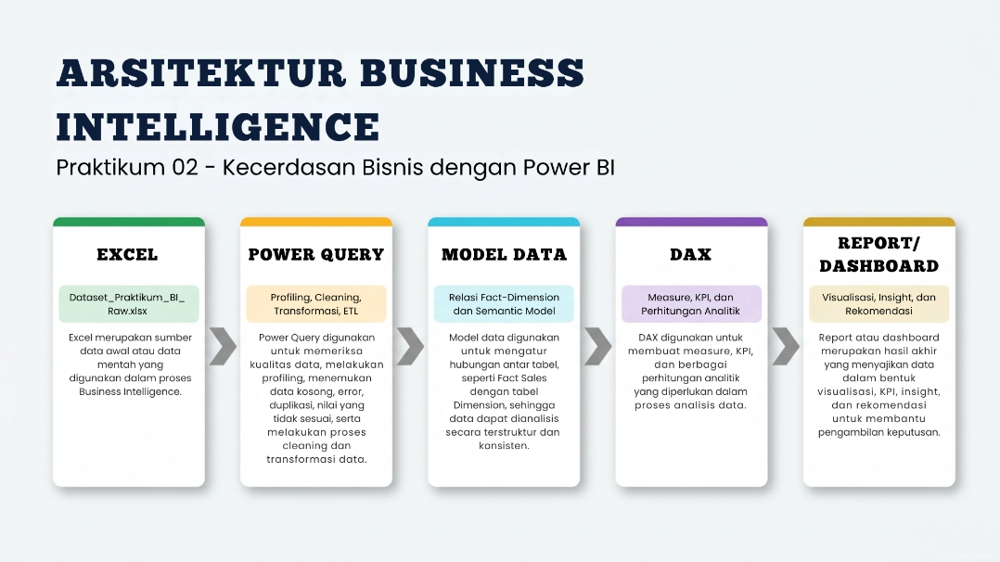 ARSITEKTUR BUSINESS
INTELLIGENCE
Praktikum 02 - Kecerdasan Bisnis dengan Power BI
EXCEL
Dataset_Praktikum_BI_
Raw.xlsx
Excel merupakan sumber
data awal atau data
mentah yang
digunakan dalam proses
Business Intelligence.
POWER QUERY
Profiling, Cleaning,
Transformasi, ETL
Power Query digunakan
untuk memeriksa
kualitas data, melakukan
profiling, menemukan
data kosong, error,
duplikasi, nilai yang
tidak sesuai, serta
melakukan proses
cleaning dan
transformasi data.
MODEL DATA
Relasi Fact-Dimension
dan Semantic Model
Model data digunakan
untuk mengatur
hubungan antar tabel,
seperti Fact Sales
dengan tabel
Dimension, sehingga
data dapat dianalisis
secara terstruktur dan
konsisten.
DAX
Measure, KPI, dan
Perhitungan Analitik
DAX digunakan untuk
membuat measure, KPI,
dan berbagai
perhitungan analitik
yang diperlukan dalam
proses analisis data.
REPORT/
DASHBOARD
Visualisasi, Insight, dan
Rekomendasi
Report atau dashboard
merupakan hasil akhir
yang menyajikan data
dalam bentuk
visualisasi, KPI, insight,
dan rekomendasi
untuk membantu
pengambilan keputusan.